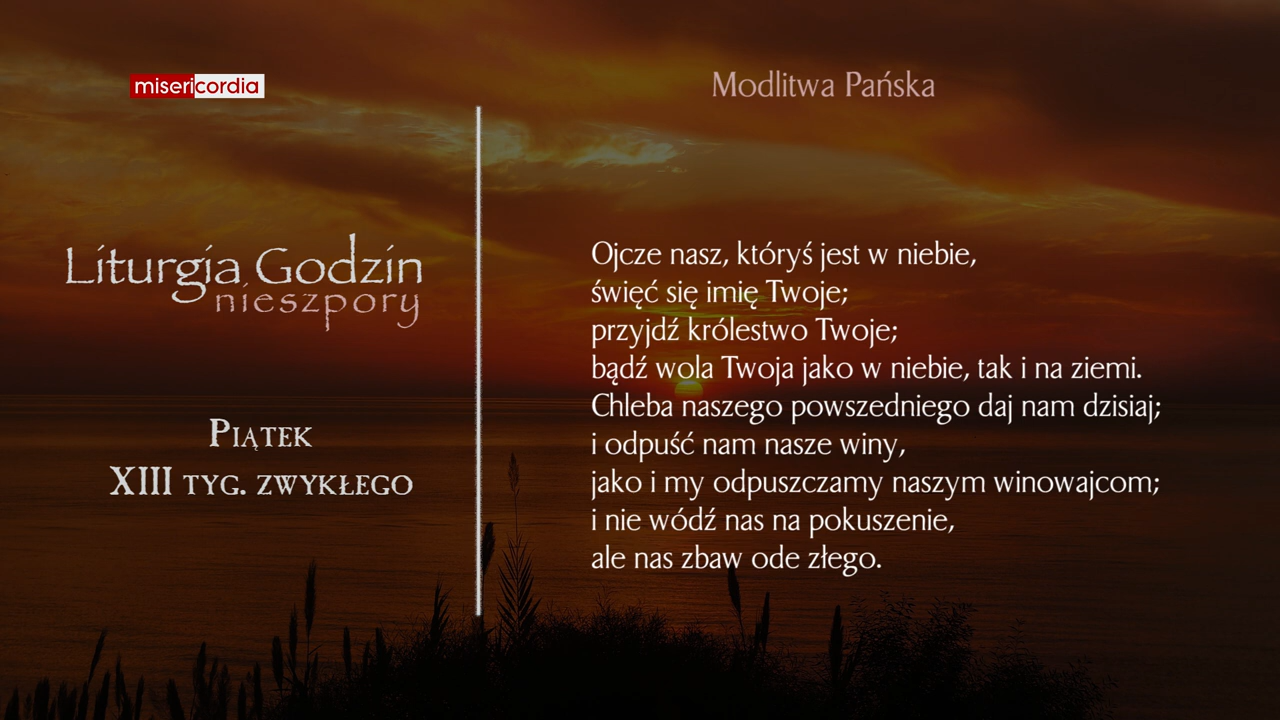 misericordia
Liturgia Godzin
nieszpory
Piątek
XIII tyg. zwykłego
Modlitwa Pańska
Ojcze nasz, któryś jest w niebie,
święć się imię Twoje;
przyjdź królestwo Twoje;
bądź wola Twoja jako w niebie, tak i na ziemi.
Chleba naszego powszedniego daj nam dzisiaj;
i odpuść nam nasze winy,
jako i my odpuszczamy naszym winowajcom;
i nie wódź nas na pokuszenie,
ale nas zbaw ode złego.